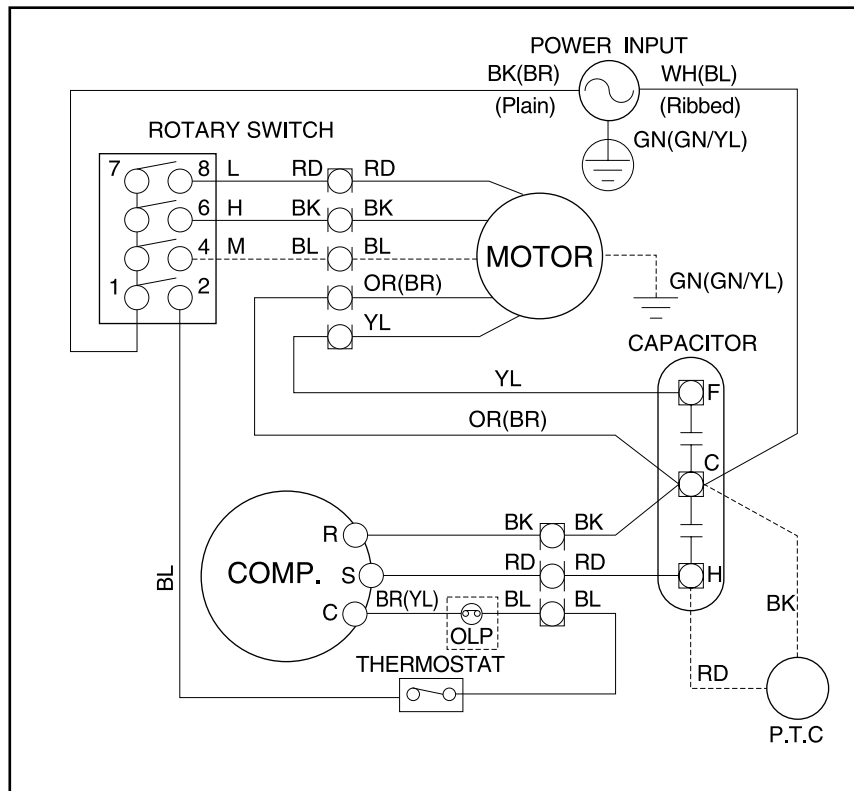 POWER INPUT
BK(BR) WH(BL)
(Plain) (Ribbed)
GN(GN/YL)
ROTARY SWITCH
7 8 L RD RD
6 H BK BK
4 M BL BL
MOTOR
1 2
OR(BR)
GN(GN/YL)
YL
CAPACITOR
YL
F
OR(BR)
C
R BK BK
COMP. S RD RD H
BL
C BR(YL) BL BL
BK
OLP
THERMOSTAT
RD
P.T.C